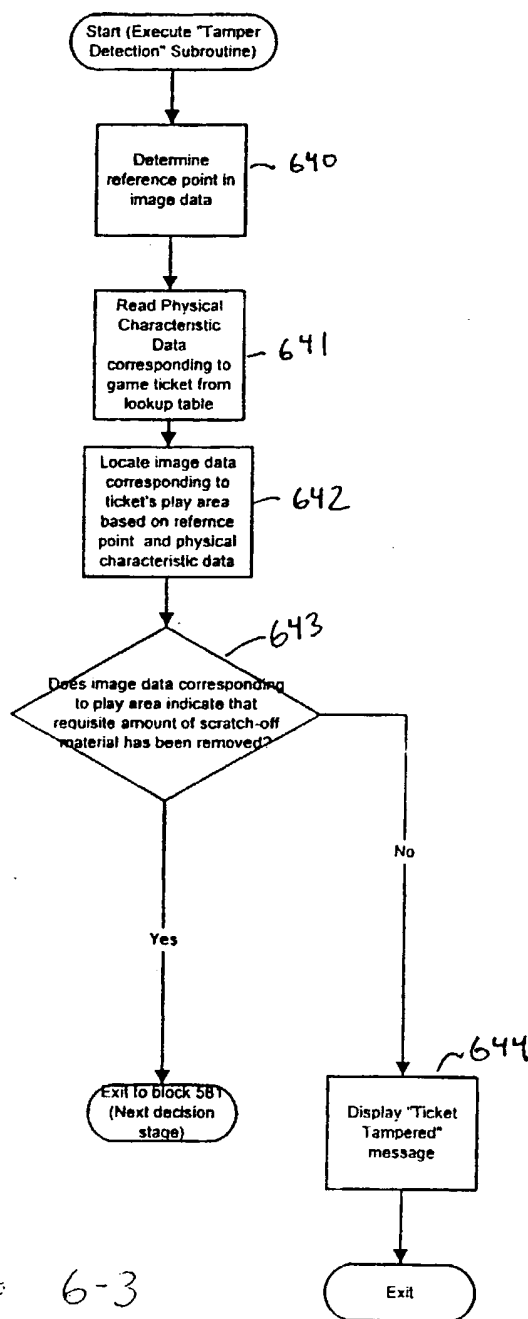 Start (Execute "Tamper
Detection" Subroutine)
Determine
reference point in
image data
640
Read Physical
Characteristic
Data
corresponding to
game ticket from
lookup table
641
Locate image data
corresponding to
ticket's play area
based on refernce
point and physical
characteristic data
642
643
Does image data corresponding
to play area indicate that
requisite amount of scratch-off
material has been removed?
No
Yes
644
Exit to block 581
(Next decision
stage)
Display "Ticket
Tampered"
message
Exit
6-3